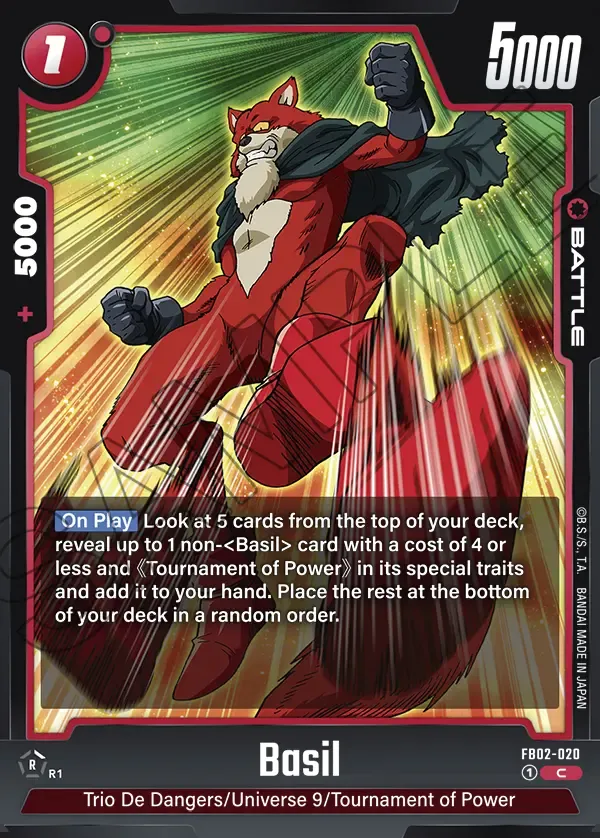 1
5000
+ 5000
BATTLE
SAMPLE
On Play Look at 5 cards from the top of your deck,
reveal up to 1 non-<Basil> card with a cost of 4 or
less and 《Tournament of Power》 in its special traits
and add it to your hand. Place the rest at the bottom
of your deck in a random order.
©B.S./S., T.A. BANDAI MADE IN JAPAN
R R1
Basil
FB02-020
1 C
Trio De Dangers/Universe 9/Tournament of Power